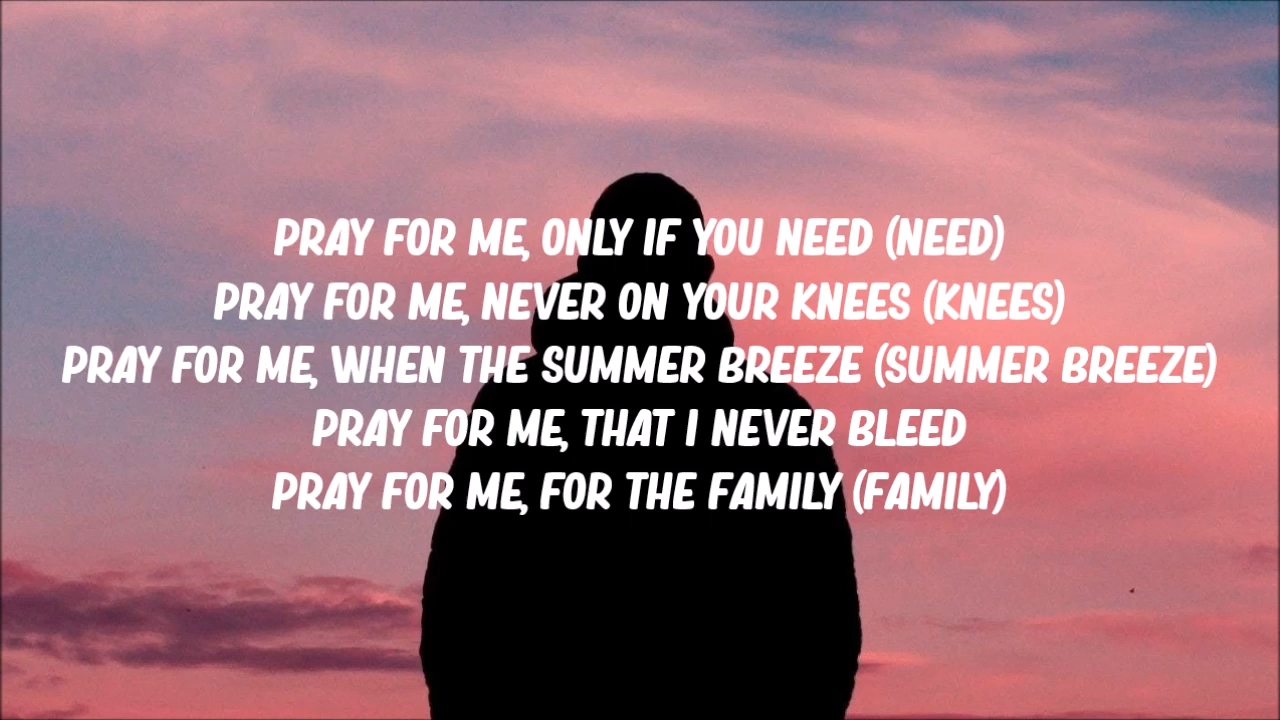 PRAY FOR ME, ONLY IF YOU NEED (NEED)
PRAY FOR ME, NEVER ON YOUR KNEES (KNEES)
PRAY FOR ME, WHEN THE SUMMER BREEZE (SUMMER BREEZE)
PRAY FOR ME, THAT I NEVER BLEED
PRAY FOR ME, FOR THE FAMILY (FAMILY)